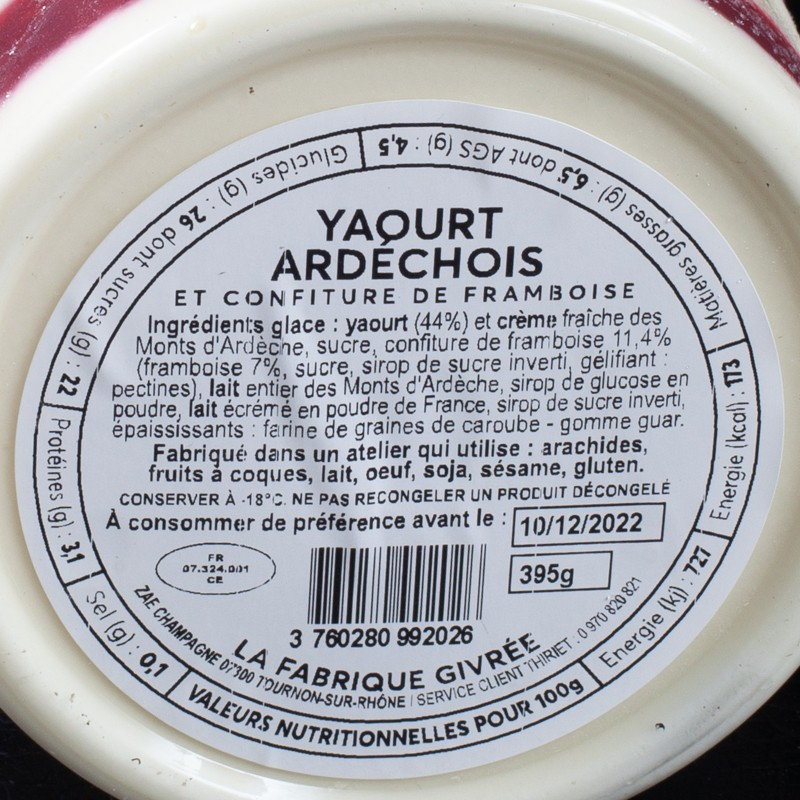 YAOURT
ARDÉCHOIS
ET CONFITURE DE FRAMBOISE
Ingrédients glace : yaourt (44%) et crème fraîche des
Monts d'Ardèche, sucre, confiture de framboise 11,4%
(framboise 7%, sucre, sirop de sucre inverti, gélifiant :
pectines), lait entier des Monts d'Ardèche, sirop de glucose en
poudre, lait écrémé en poudre de France, sirop de sucre inverti,
épaississants : farine de graines de caroube - gomme guar.
Fabriqué dans un atelier qui utilise : arachides,
fruits à coques, lait, oeuf, soja, sésame, gluten.
CONSERVER À -18°C. NE PAS RECONGELER UN PRODUIT DÉCONGELÉ
À consommer de préférence avant le : 10/12/2022
395g
FR
07.324.001
CE
3 760280 992026
LA FABRIQUE GIVRÉE
ZAE CHAMPAGNE 07300 TOURNON-SUR-RHÔNE / SERVICE CLIENT THIRIET : 0 970 820 821
VALEURS NUTRITIONNELLES POUR 100g
Energie (kj) : 727
Energie (kcal) : 173
Matières grasses (g) : 6,5 dont AGS (g) : 4,5
Glucides (g) : 26 dont sucres (g) : 22
Protéines (g) : 3,1
Sel (g) : 0,1